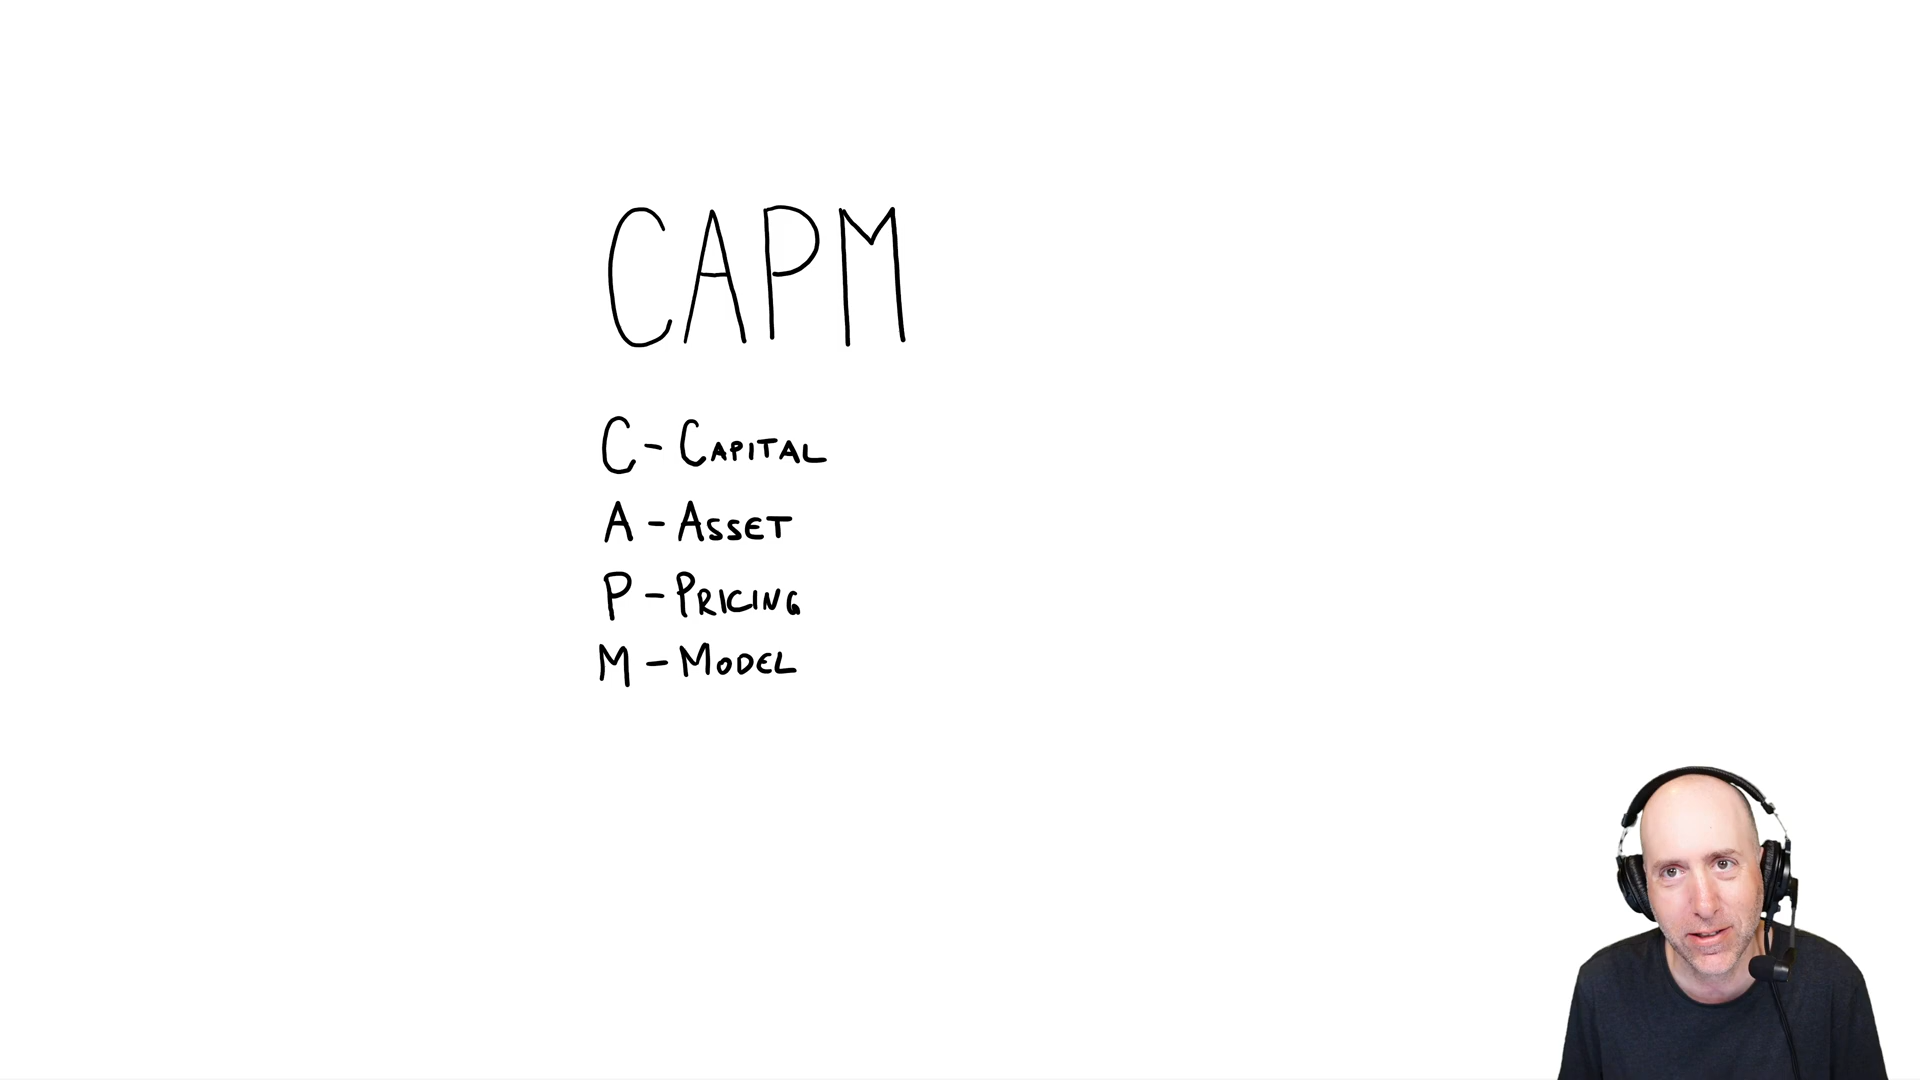 CAPM
C - CAPITAL
A - ASSET
P - PRICING
M - MODEL